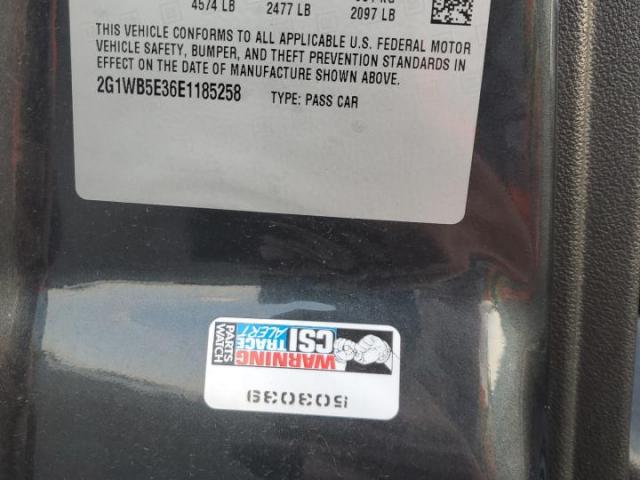 4574 LB 2477 LB 2097 LB
THIS VEHICLE CONFORMS TO ALL APPLICABLE U.S. FEDERAL MOTOR
VEHICLE SAFETY, BUMPER, AND THEFT PREVENTION STANDARDS IN
EFFECT ON THE DATE OF MANUFACTURE SHOWN ABOVE.
2G1WB5E36E1185258 TYPE: PASS CAR
PARTS
WATCH
CSI TRACE
ALERT
WARNING